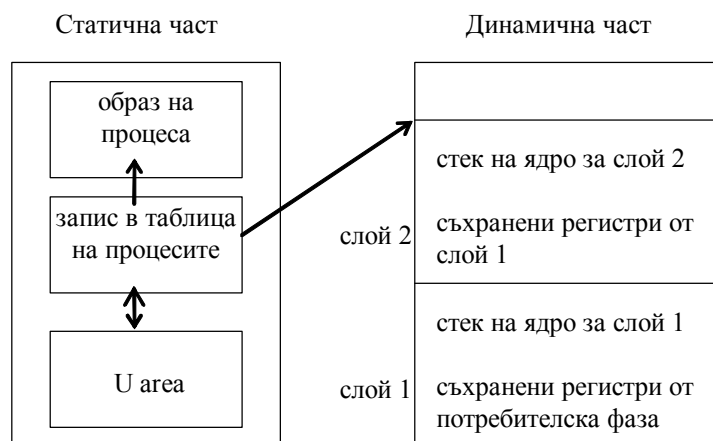 Статична част
Динамична част
образ на
процеса
запис в таблица
на процесите
U area
слой 2
стек на ядро за слой 2
съхранени регистри от
слой 1
слой 1
стек на ядро за слой 1
съхранени регистри от
потребителска фаза